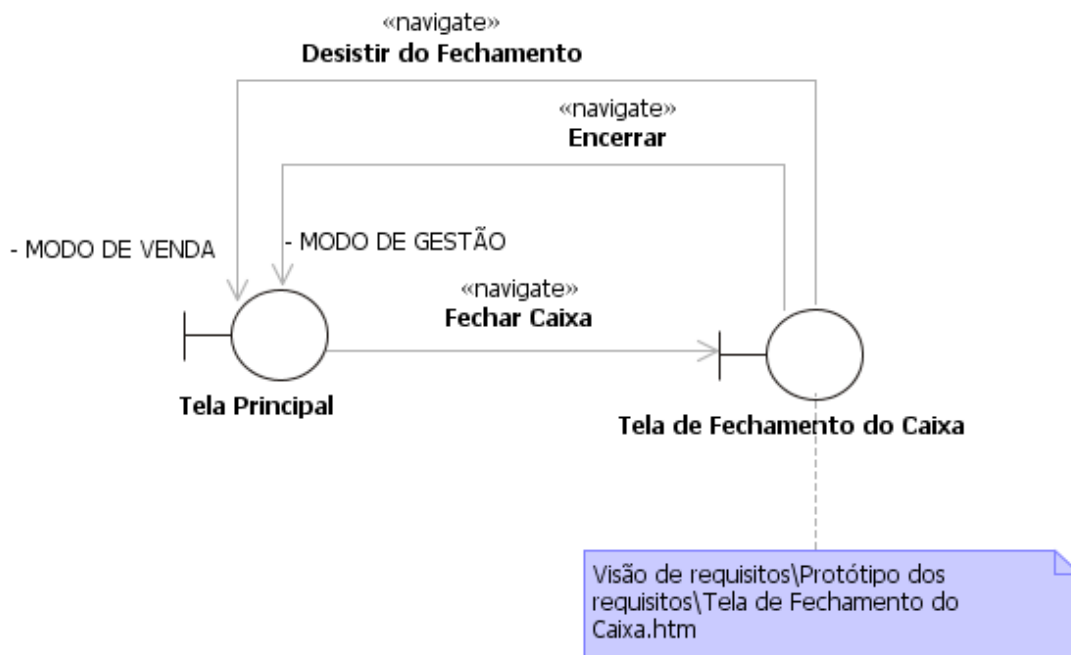 «navigate»
Desistir do Fechamento
«navigate»
Encerrar
- MODO DE VENDA
- MODO DE GESTÃO
«navigate»
Fechar Caixa
Tela Principal
Tela de Fechamento do Caixa
Visão de requisitos\Protótipo dos
requisitos\Tela de Fechamento do
Caixa.htm